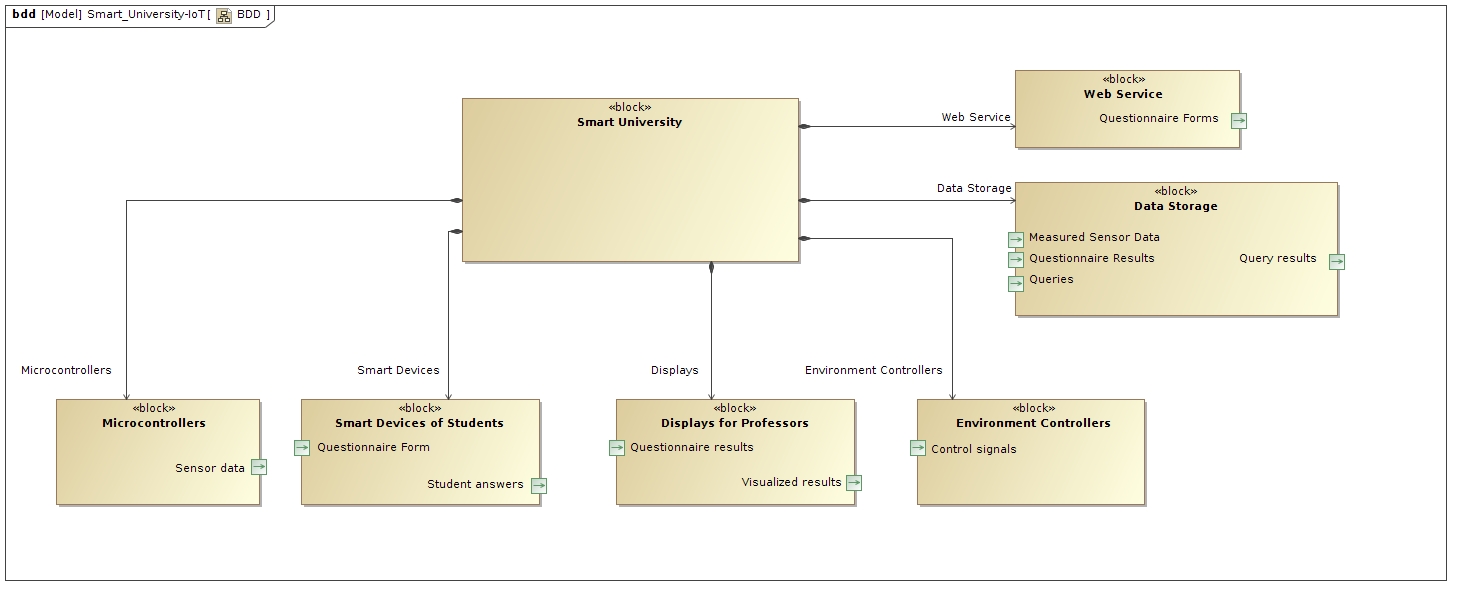 bdd [Model] Smart_University-IoT[ BDD ]
«block»
Smart University
«block»
Web Service
Questionnaire Forms
Web Service
Data Storage
«block»
Data Storage
Measured Sensor Data
Questionnaire Results
Queries
Query results
Microcontrollers
Smart Devices
Displays
Environment Controllers
«block»
Microcontrollers
Sensor data
«block»
Smart Devices of Students
Questionnaire Form
Student answers
«block»
Displays for Professors
Questionnaire results
Visualized results
«block»
Environment Controllers
Control signals